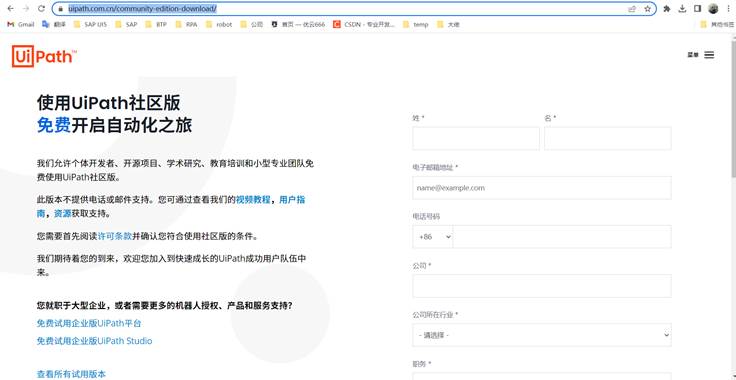 uipath.com.cn/community-edition-download/
Gmail 翻译 SAP UI5 SAP BTP RPA robot 公司 首页 — 优云666 CSDN - 专业开发... temp 大佬 其他书签
UiPath™
菜单
使用UiPath社区版
免费开启自动化之旅
我们允许个体开发者、开源项目、学术研究、教育培训和小型专业团队免
费使用UiPath社区版。
此版本不提供电话或邮件支持。您可通过查看我们的视频教程，用户指
南，资源获取支持。
您需要首先阅读许可条款并确认您符合使用社区版的条件。
我们期待着您的到来，欢迎您加入到快速成长的UiPath成功用户队伍中
来。
您就职于大型企业，或者需要更多的机器人授权、产品和服务支持？
免费试用企业版UiPath平台
免费试用企业版UiPath Studio
查看所有试用版本
姓 * 名 *
电子邮箱地址 *
name@example.com
电话号码
+86
公司 *
公司所在行业 *
- 请选择 -
职务 *